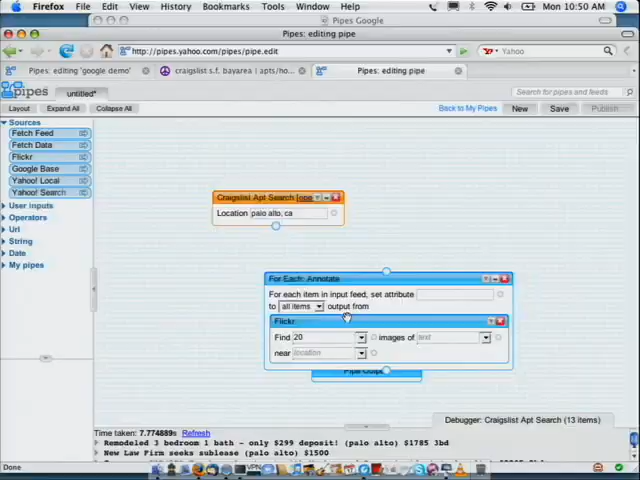 Firefox File Edit View History Bookmarks Tools Window Help Mon 10:50 AM
Pipes Google
Pipes: editing pipe
http://pipes.yahoo.com/pipes/pipe.edit
Yahoo
Pipes: editing 'google demo'
craigslist s.f. bayarea | apts/ho...
Pipes: editing pipe
pipes
untitled*
Search for pipes and feeds
Layout Expand All Collapse All
Back to My Pipes New Save Publish
Sources
Fetch Feed
Fetch Data
Flickr
Google Base
Yahoo! Local
Yahoo! Search
User inputs
Operators
Url
String
Date
My pipes
Craigslist Apt Search
Location palo alto, ca
For Each: Annotate
For each item in input feed, set attribute
to all items output from
Flickr
Find 20 images of text
near location
Pipe Output
Debugger: Craigslist Apt Search (13 items)
Time taken: 7.774889s Refresh
Remodeled 3 bedroom 1 bath - only $299 deposit! (palo alto) $1785 3bd
New Law Firm seeks sublease (palo alto) $1500
Done